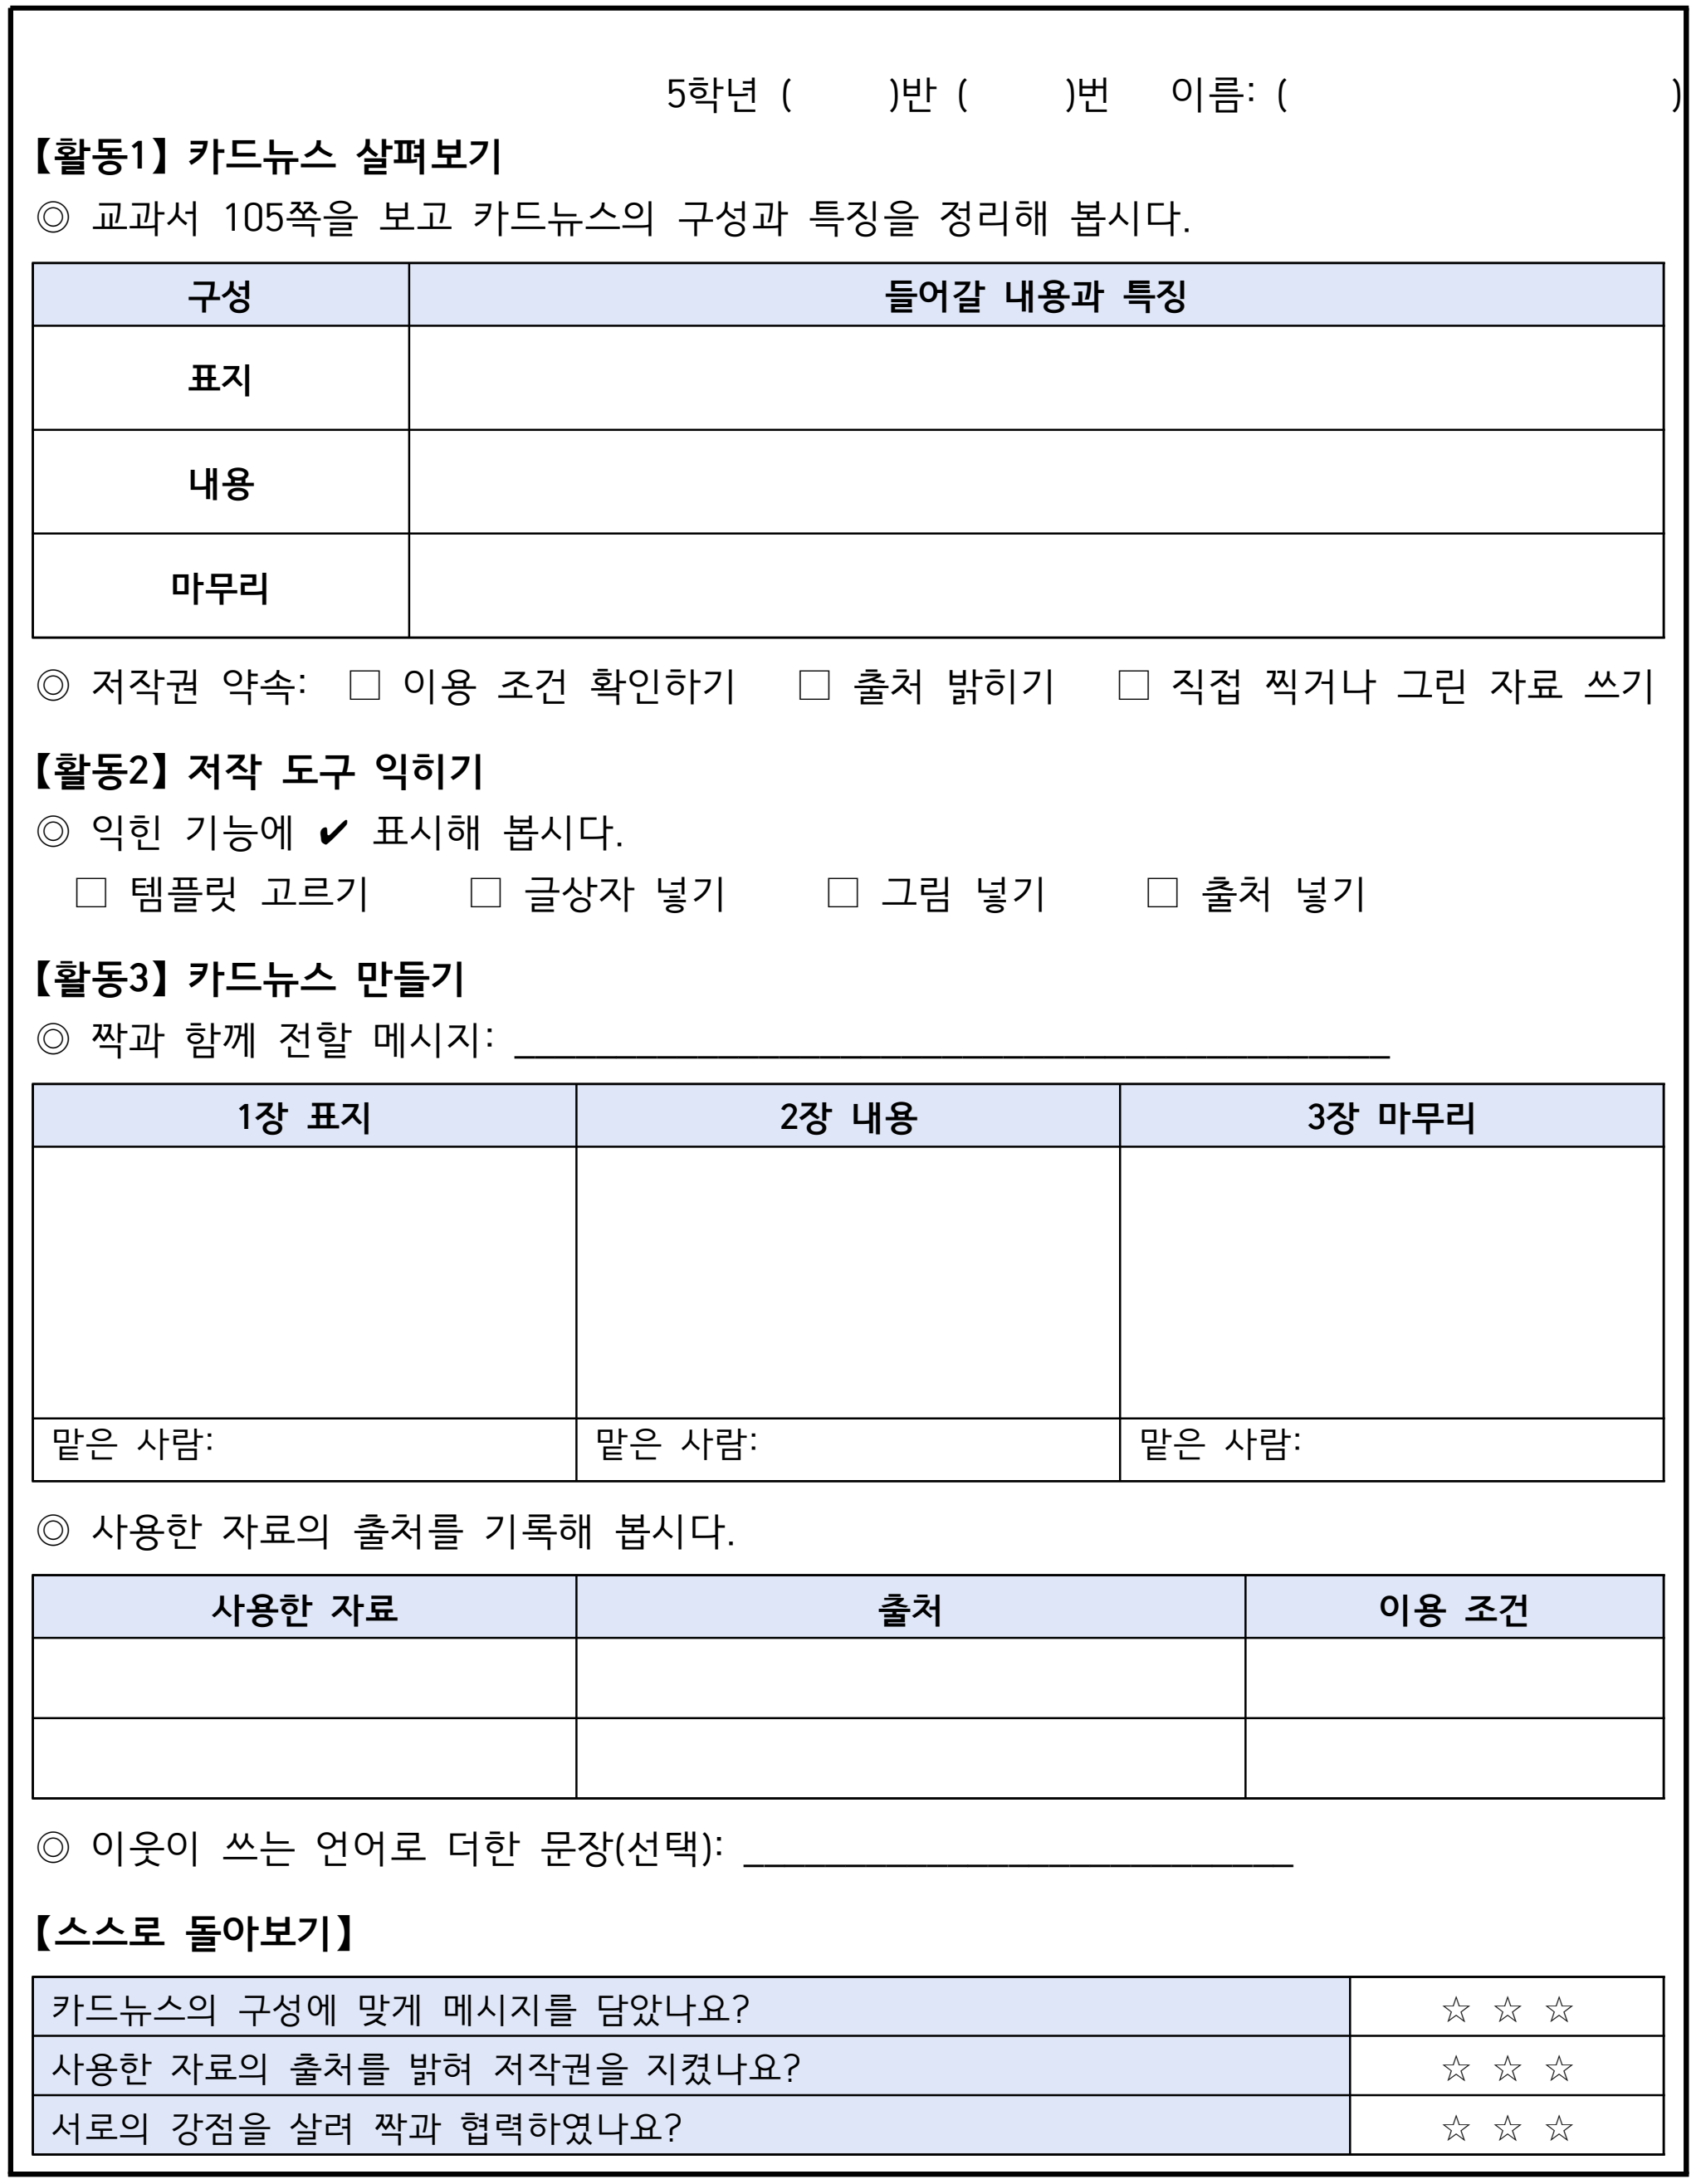 5학년 (     )반 (     )번   이름: (                    )
【활동1】 카드뉴스 살펴보기
◎ 교과서 105쪽을 보고 카드뉴스의 구성과 특징을 정리해 봅시다.
구성 들어갈 내용과 특징
표지
내용
마무리
◎ 저작권 약속: □ 이용 조건 확인하기 □ 출처 밝히기 □ 직접 찍거나 그린 자료 쓰기
【활동2】 저작 도구 익히기
◎ 익힌 기능에 ✔ 표시해 봅시다.
□ 템플릿 고르기 □ 글상자 넣기 □ 그림 넣기 □ 출처 넣기
【활동3】 카드뉴스 만들기
◎ 짝과 함께 전할 메시지: ___________________________________________
1장 표지 2장 내용 3장 마무리
맡은 사람: 맡은 사람: 맡은 사람:
◎ 사용한 자료의 출처를 기록해 봅시다.
사용한 자료 출처 이용 조건
◎ 이웃이 쓰는 언어로 더한 문장(선택): ___________________________
【스스로 돌아보기】
카드뉴스의 구성에 맞게 메시지를 담았나요? ☆ ☆ ☆
사용한 자료의 출처를 밝혀 저작권을 지켰나요? ☆ ☆ ☆
서로의 강점을 살려 짝과 협력하였나요? ☆ ☆ ☆